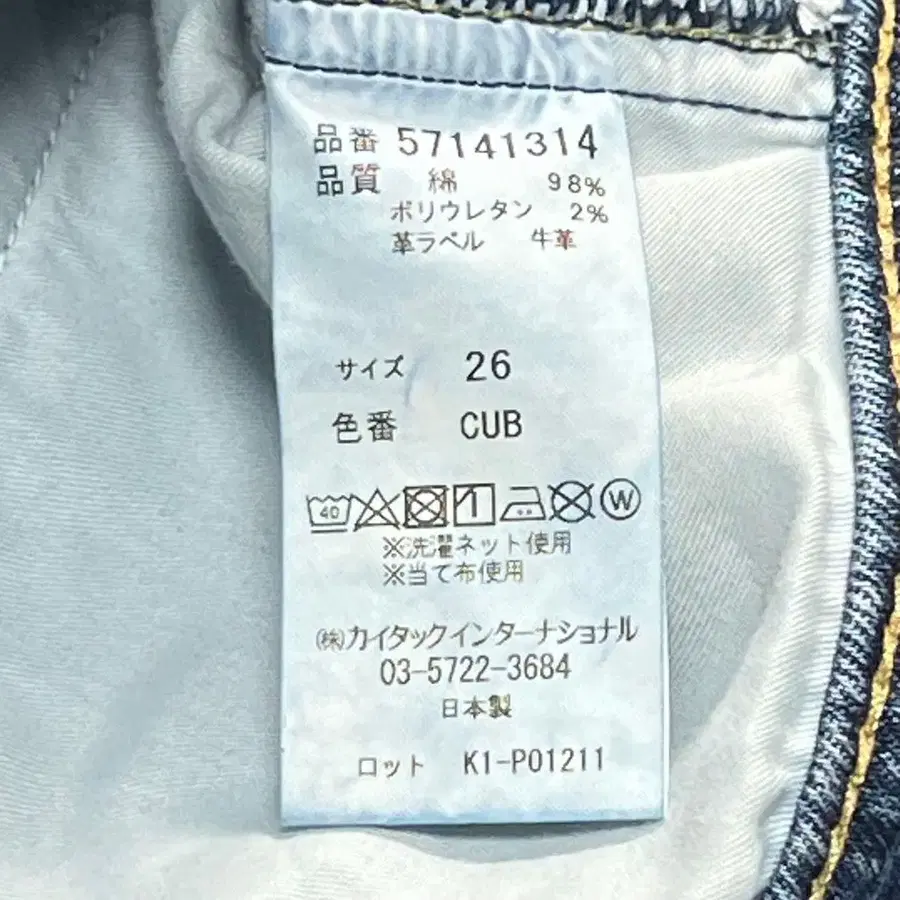 品番 57141314
品質 綿 98%
ポリウレタン 2%
革ラベル 牛革
サイズ 26
色番 CUB
40 W
※洗濯ネット使用
※当て布使用
㈱カイタックインターナショナル
03-5722-3684
日本製
ロット K1-P01211